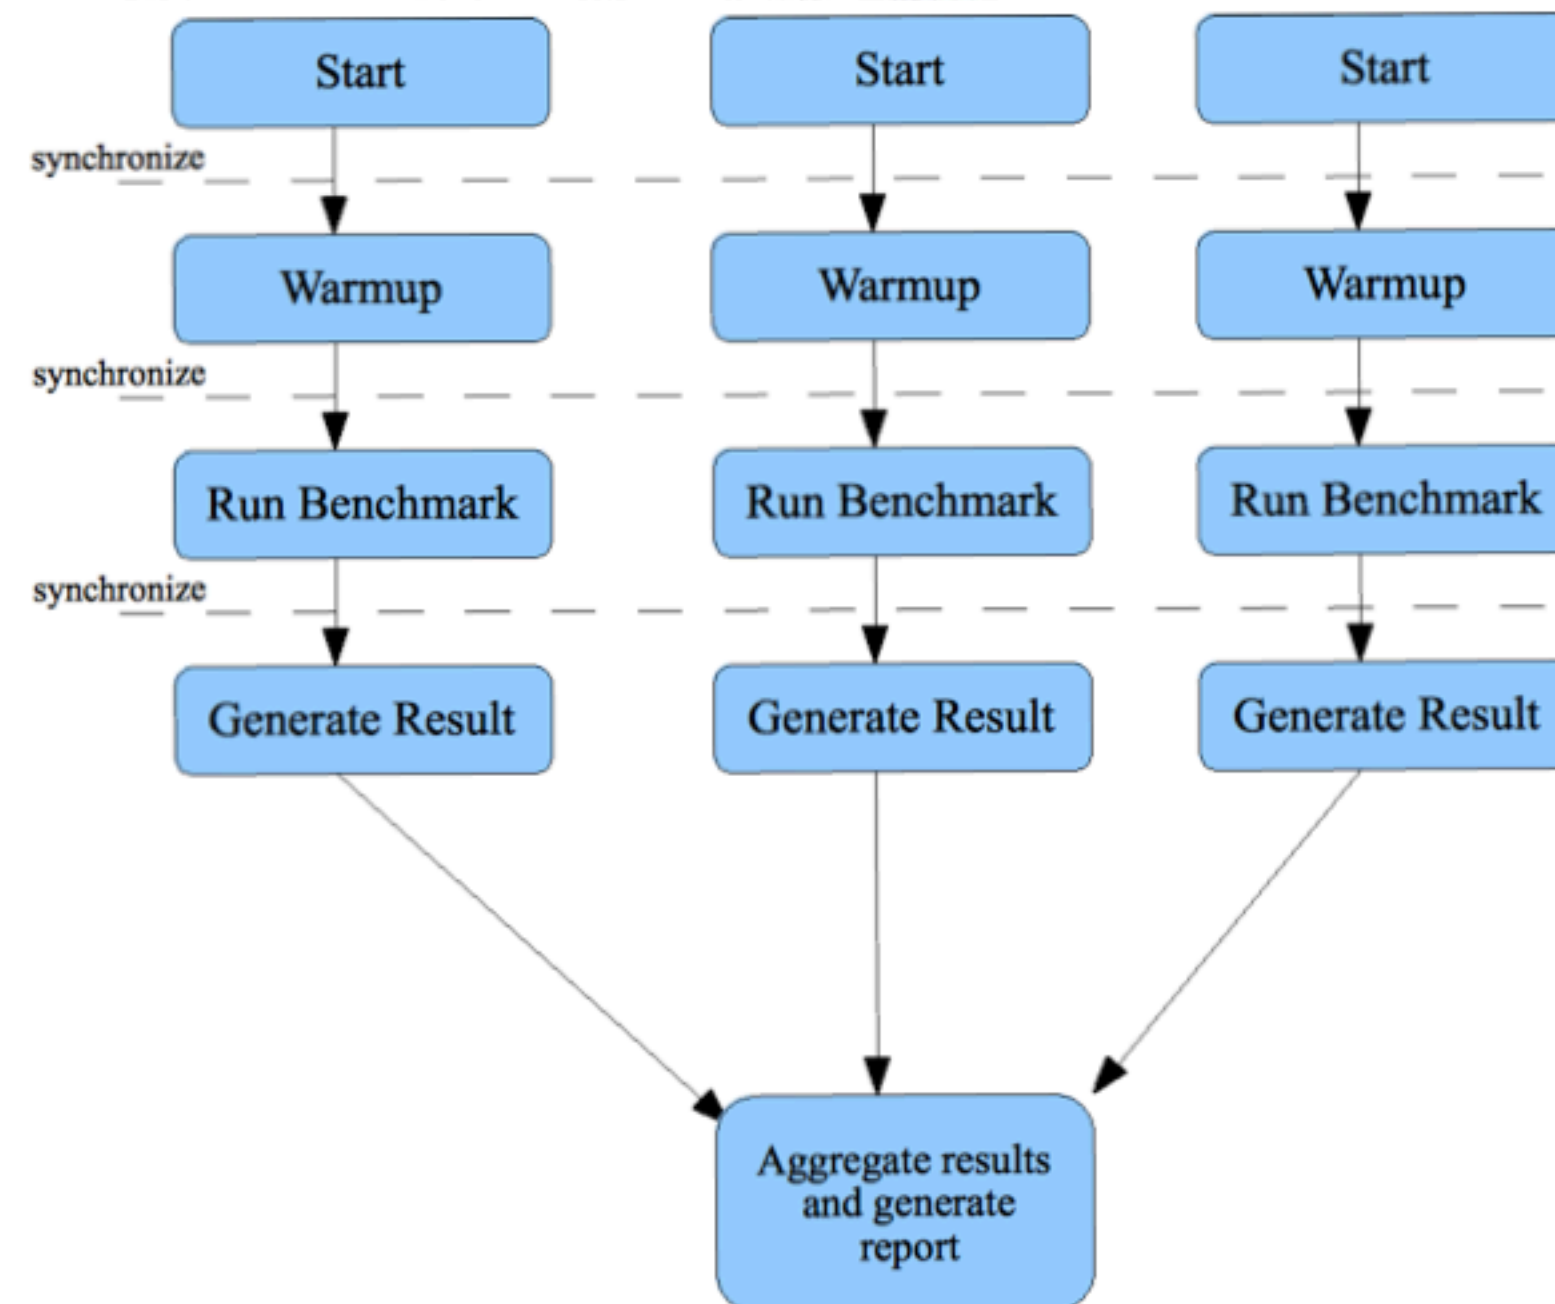 Start Start Start
synchronize
Warmup Warmup Warmup
synchronize
Run Benchmark Run Benchmark Run Benchmark
synchronize
Generate Result Generate Result Generate Result
Aggregate results
and generate
report